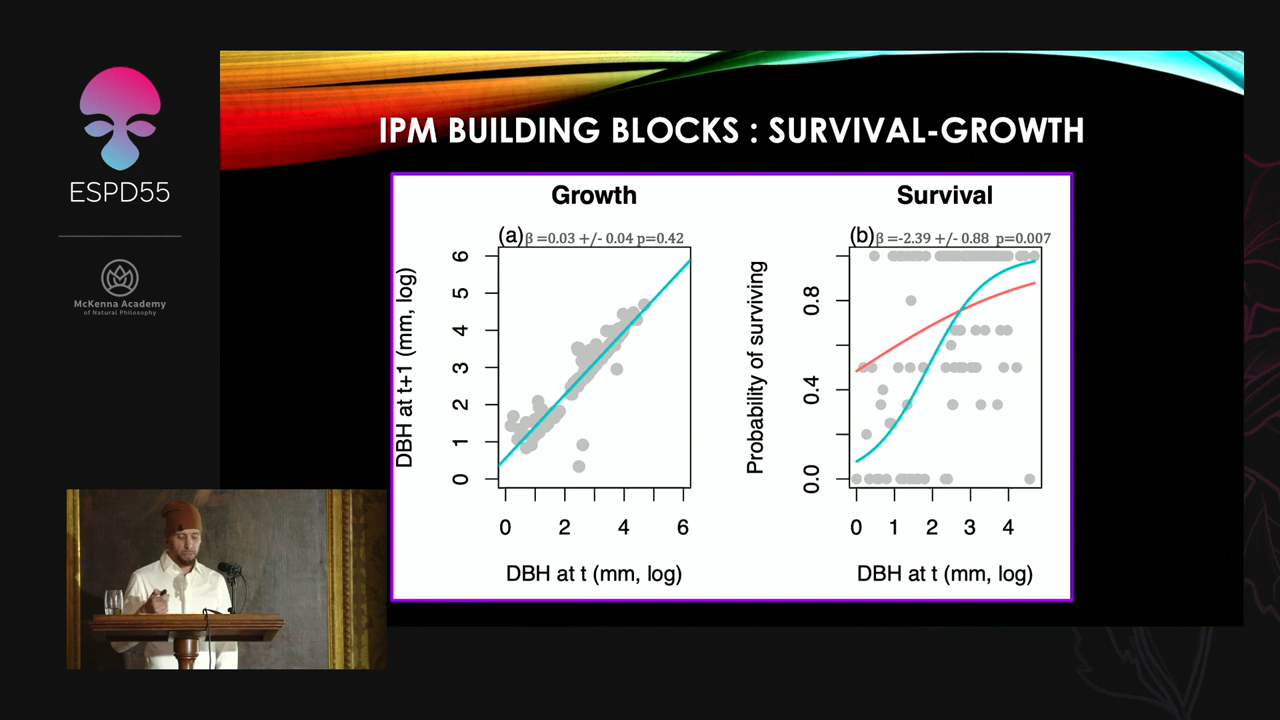 ESPD55
McKenna Academy
of Natural Philosophy
IPM BUILDING BLOCKS : SURVIVAL-GROWTH
Growth
(a) β =0.03 +/- 0.04 p=0.42
DBH at t+1 (mm, log)
6
5
4
3
2
1
0
0 2 4 6
DBH at t (mm, log)
Survival
(b) β =-2.39 +/- 0.88 p=0.007
Probability of surviving
0.8
0.4
0.0
0 1 2 3 4
DBH at t (mm, log)